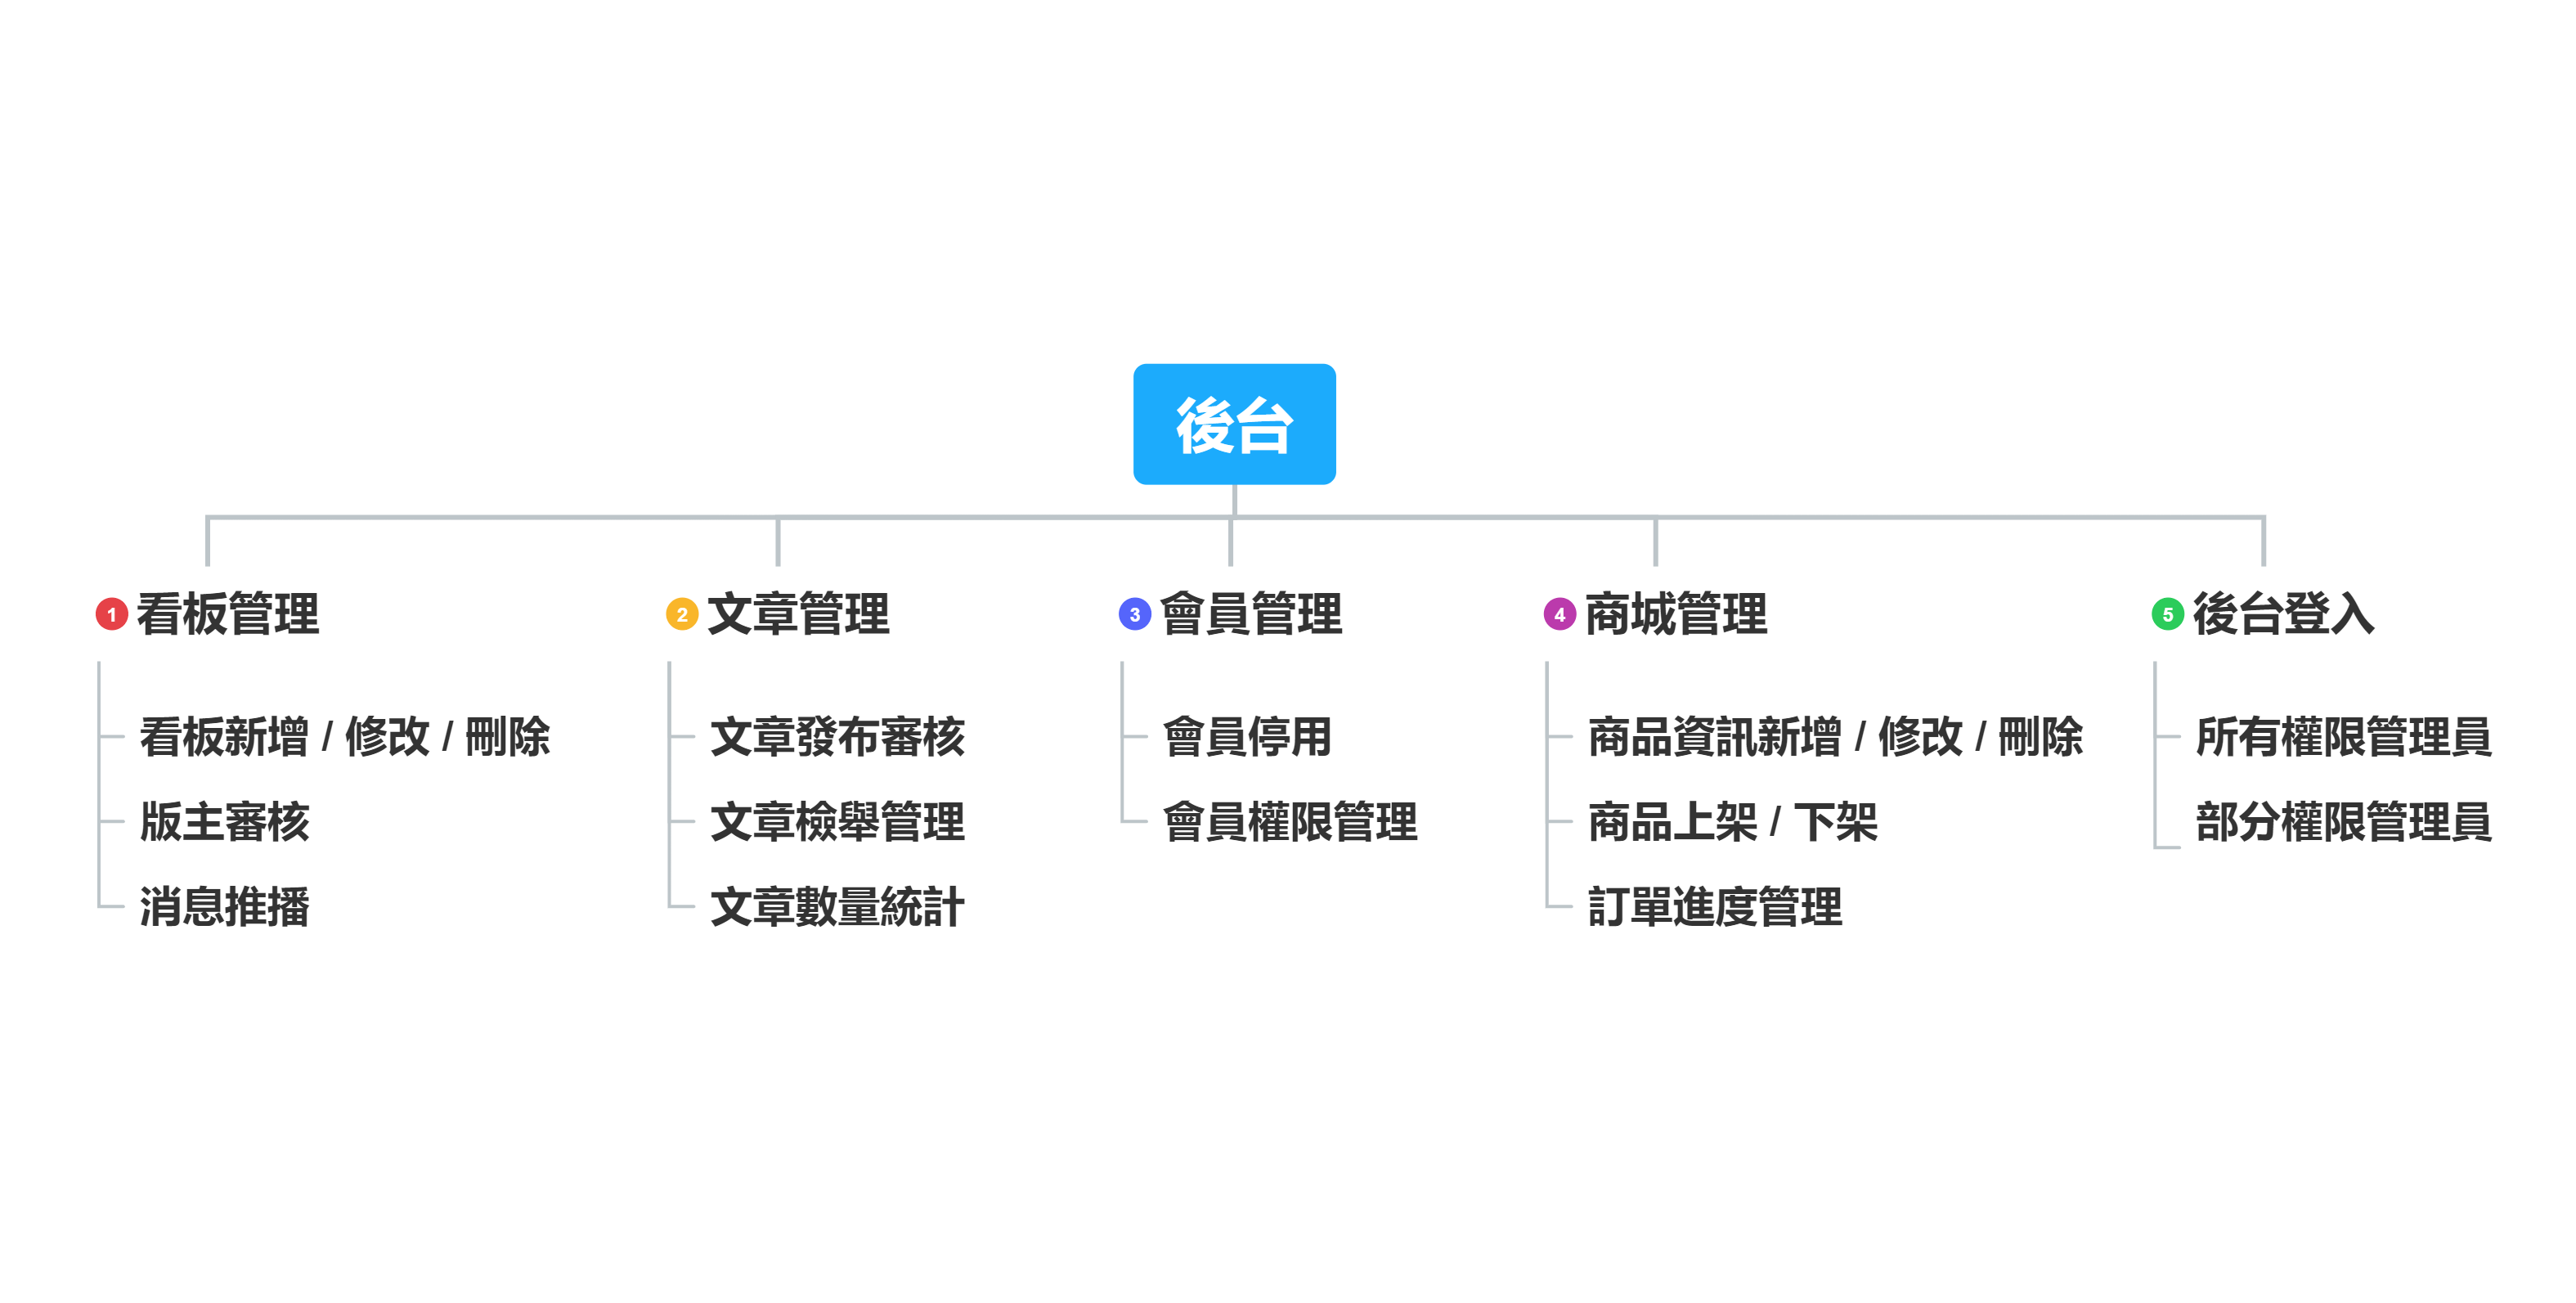 後台
1 看板管理
看板新增 / 修改 / 刪除
版主審核
消息推播
2 文章管理
文章發布審核
文章檢舉管理
文章數量統計
3 會員管理
會員停用
會員權限管理
4 商城管理
商品資訊新增 / 修改 / 刪除
商品上架 / 下架
訂單進度管理
5 後台登入
所有權限管理員
部分權限管理員